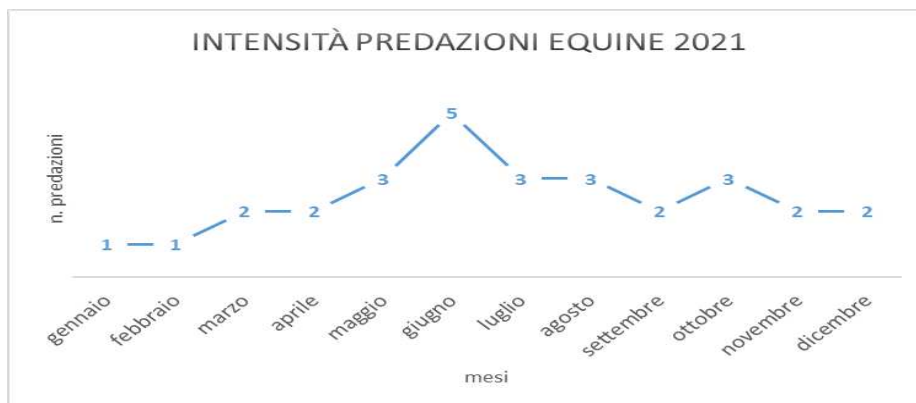 INTENSITÀ PREDAZIONI EQUINE 2021
n. predazioni
5
3
3
3
3
2
2
2
2
2
1
1
gennaio
febbraio
marzo
aprile
maggio
giugno
luglio
agosto
settembre
ottobre
novembre
dicembre
mesi